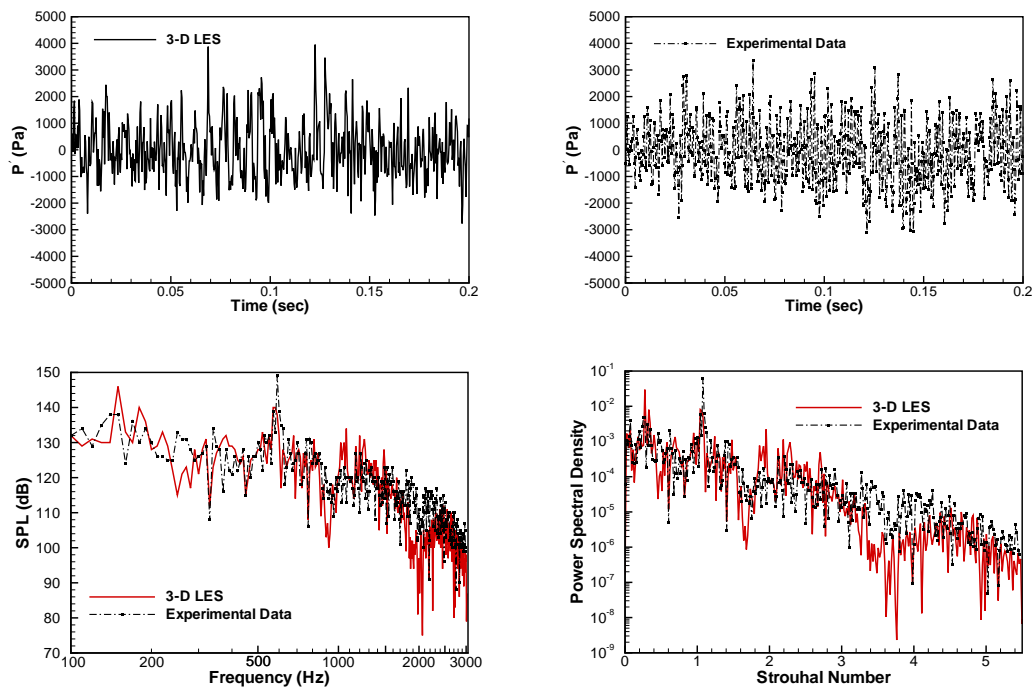 5000
4000
3000
2000
1000
0
-1000
-2000
-3000
-4000
-5000
P′ (Pa)
3-D LES
0 0.05 0.1 0.15 0.2
Time (sec)
5000
4000
3000
2000
1000
0
-1000
-2000
-3000
-4000
-5000
P′ (Pa)
Experimental Data
0 0.05 0.1 0.15 0.2
Time (sec)
150
140
130
120
110
100
90
80
70
SPL (dB)
3-D LES
Experimental Data
100 200 500 1000 2000 3000
Frequency (Hz)
10-1
10-2
10-3
10-4
10-5
10-6
10-7
10-8
10-9
Power Spectral Density
3-D LES
Experimental Data
0 1 2 3 4 5
Strouhal Number